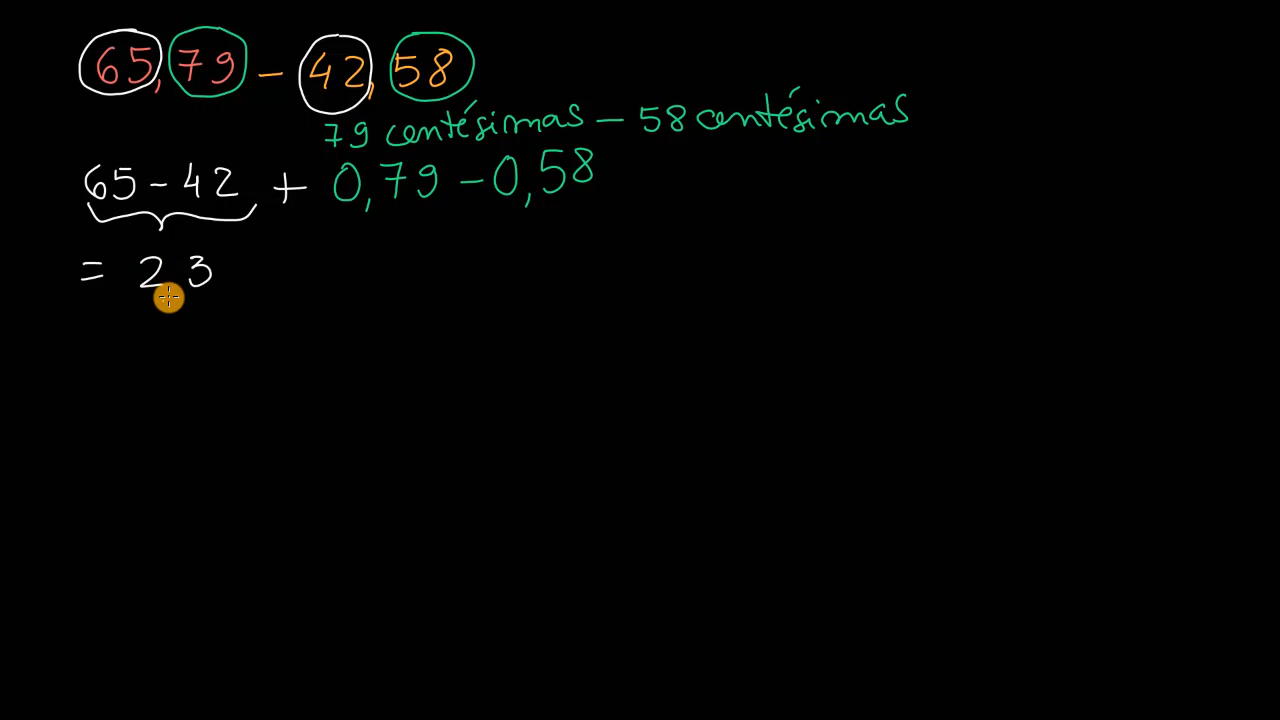 65,79 - 42,58
79 centésimas - 58 centésimas
65 - 42 + 0,79 - 0,58
= 23